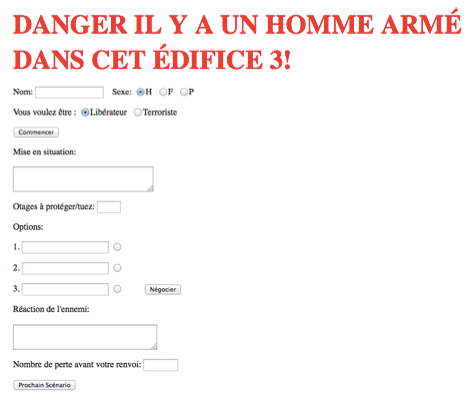 DANGER IL Y A UN HOMME ARMÉ
DANS CET ÉDIFICE 3!
Nom: Sexe: H F P
Vous voulez être : Libérateur Terroriste
Commencer
Mise en situation:
Otages à protéger/tuez:
Options:
1.
2.
3. Négocier
Réaction de l'ennemi:
Nombre de perte avant votre renvoi:
Prochain Scénario